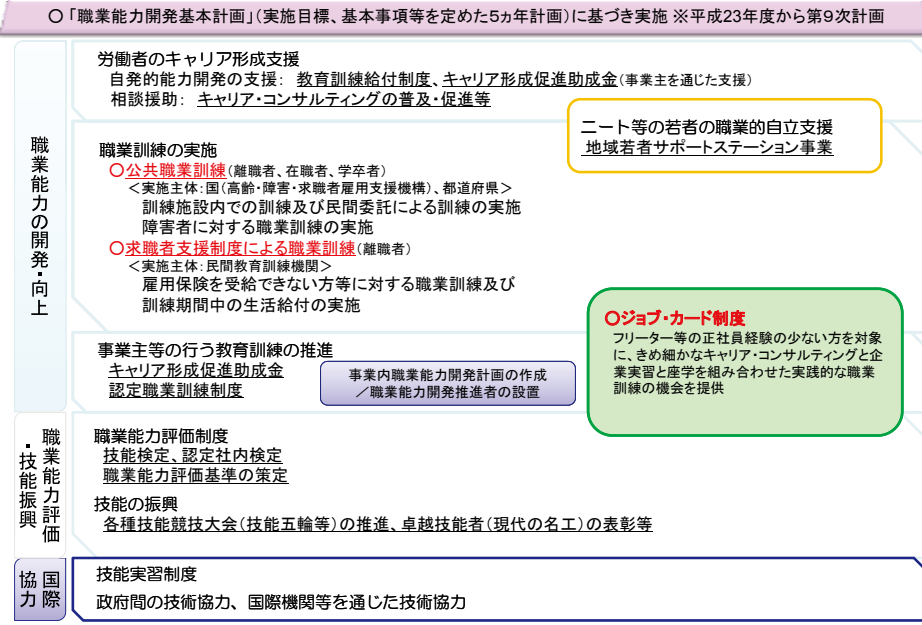 ○「職業能力開発基本計画」(実施目標、基本事項等を定めた5ヵ年計画)に基づき実施 ※平成23年度から第9次計画
職業能力の開発・向上
労働者のキャリア形成支援
自発的能力開発の支援： 教育訓練給付制度、キャリア形成促進助成金(事業主を通じた支援)
相談援助： キャリア・コンサルティングの普及・促進等
ニート等の若者の職業的自立支援
地域若者サポートステーション事業
職業訓練の実施
○公共職業訓練(離職者、在職者、学卒者)
＜実施主体：国(高齢・障害・求職者雇用支援機構)、都道府県＞
訓練施設内での訓練及び民間委託による訓練の実施
障害者に対する職業訓練の実施
○求職者支援制度による職業訓練(離職者)
＜実施主体：民間教育訓練機関＞
雇用保険を受給できない方等に対する職業訓練及び
訓練期間中の生活給付の実施
○ジョブ・カード制度
フリーター等の正社員経験の少ない方を対象
に、きめ細かなキャリア・コンサルティングと企
業実習と座学を組み合わせた実践的な職業
訓練の機会を提供
事業主等の行う教育訓練の推進
キャリア形成促進助成金
認定職業訓練制度
事業内職業能力開発計画の作成
／職業能力開発推進者の設置
職業能力評価
・技能振興
職業能力評価制度
技能検定、認定社内検定
職業能力評価基準の策定
技能の振興
各種技能競技大会(技能五輪等)の推進、卓越技能者(現代の名工)の表彰等
国際
協力
技能実習制度
政府間の技術協力、国際機関等を通じた技術協力